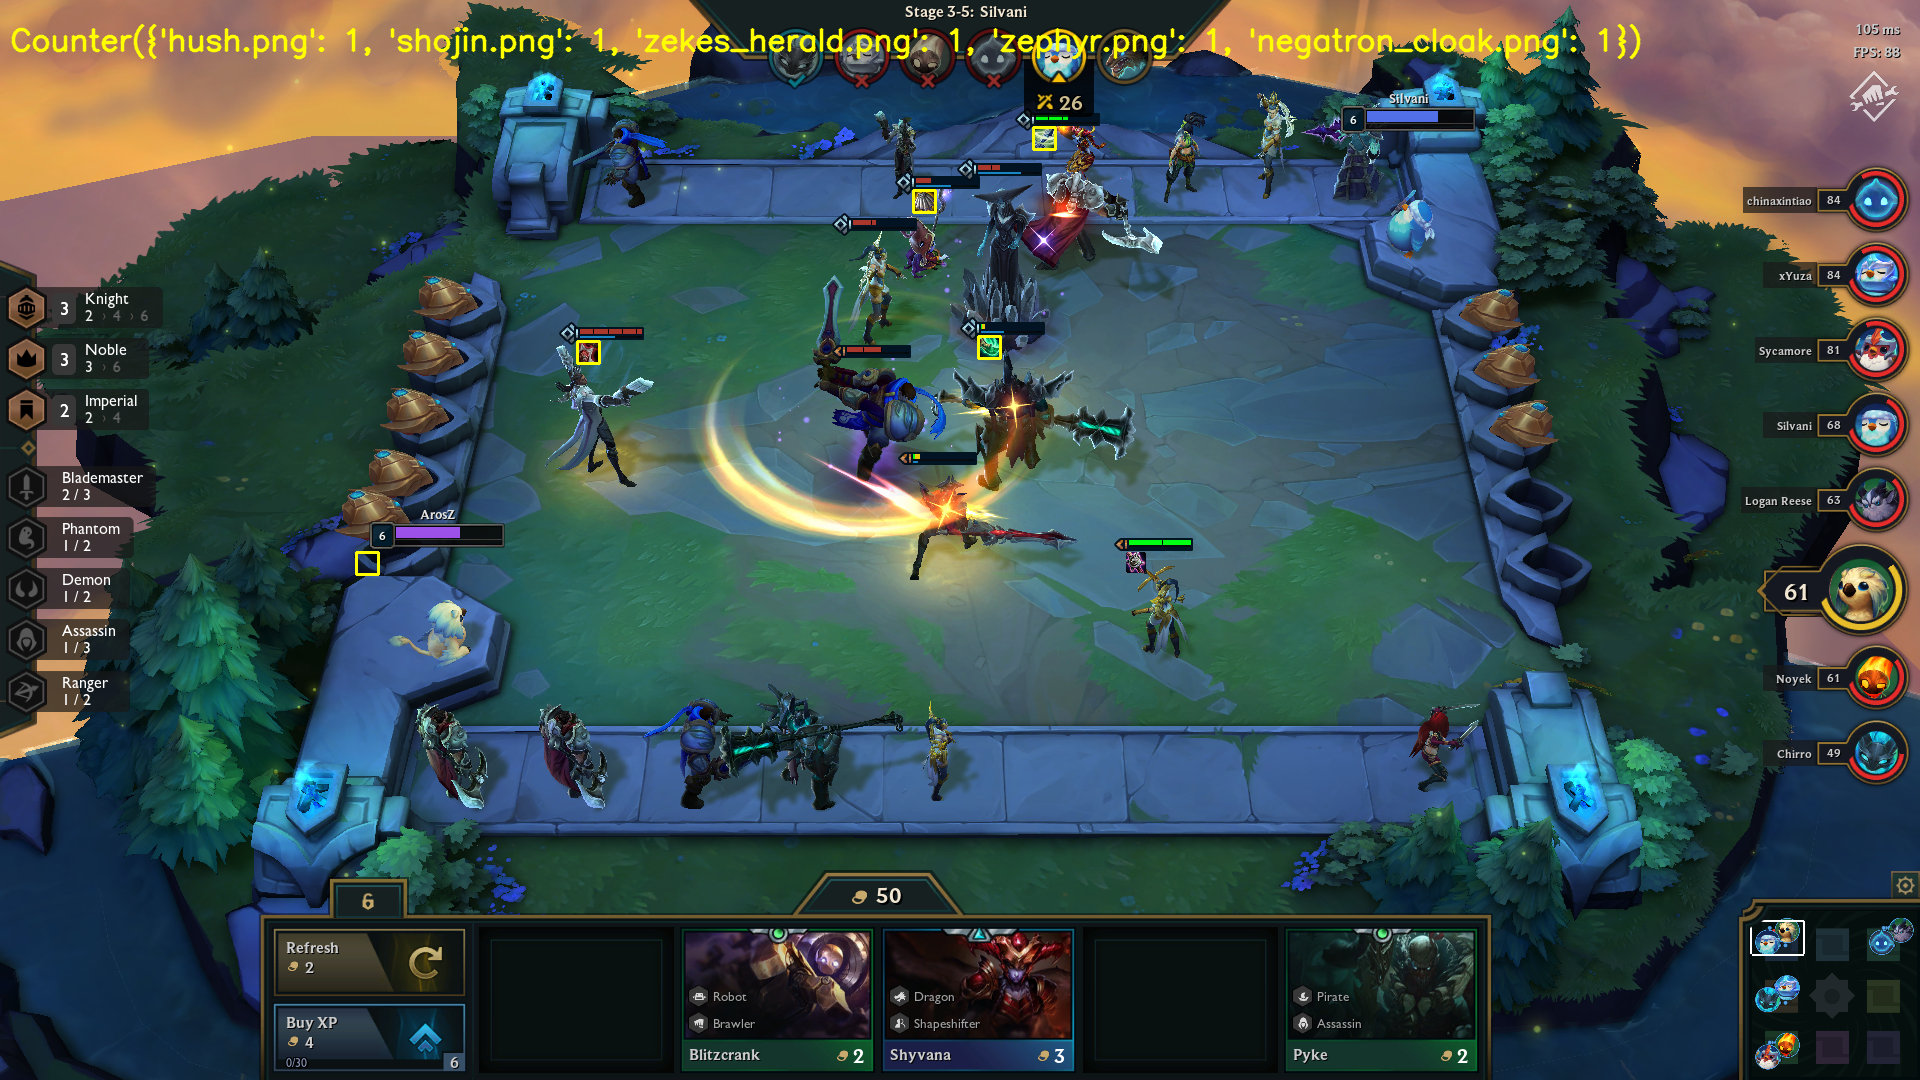 Stage 3-5: Silvani
Counter({'hush.png': 1, 'shojin.png': 1, 'zekes_herald.png': 1, 'zephyr.png': 1, 'negatron_cloak.png': 1})
105 ms
FPS: 88
26
Silvani
6
chinaxintiao 84
xYuza 84
Sycamore 81
Silvani 68
Logan Reese 63
61
Noyek 61
Chirro 49
3 Knight
2 › 4 › 6
3 Noble
3 › 6
2 Imperial
2 › 4
Blademaster
2 / 3
Phantom
1 / 2
Demon
1 / 2
Assassin
1 / 3
Ranger
1 / 2
ArosZ
6
50
6
Refresh
2
Buy XP
4
0/30
6
Robot
Brawler
Blitzcrank 2
Dragon
Shapeshifter
Shyvana 3
Pirate
Assassin
Pyke 2